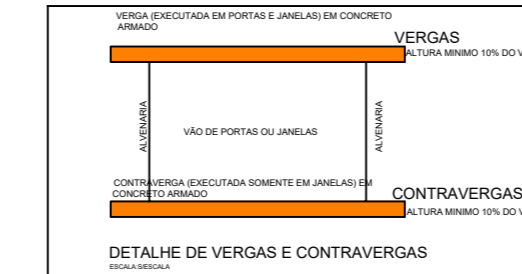 VERGA (EXECUTADA EM PORTAS E JANELAS) EM CONCRETO
ARMADO
VERGAS
ALTURA MINIMO 10% DO V
ALVENARIA
VÃO DE PORTAS OU JANELAS
ALVENARIA
CONTRAVERGA (EXECUTADA SOMENTE EM JANELAS) EM
CONCRETO ARMADO
CONTRAVERGAS
ALTURA MINIMO 10% DO V
DETALHE DE VERGAS E CONTRAVERGAS
ESCALA:S/ESCALA